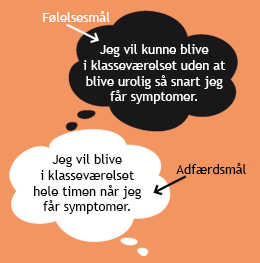 Følelsesmål
Jeg vil kunne blive
i klasseværelset uden at
blive urolig så snart jeg
får symptomer.
Jeg vil blive
i klasseværelset
hele timen når jeg
får symptomer.
Adfærdsmål